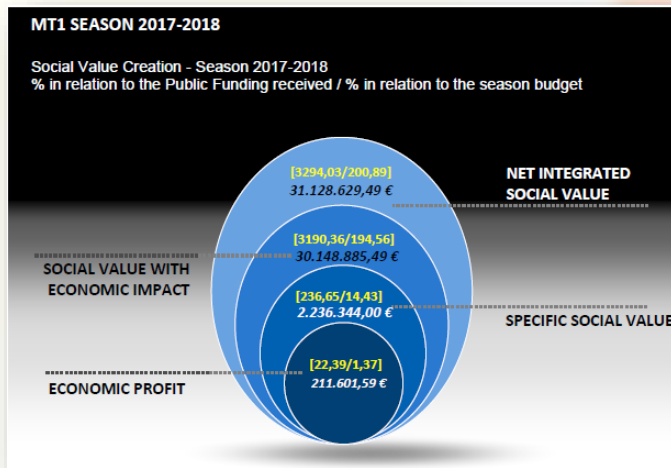 MT1 SEASON 2017-2018
Social Value Creation - Season 2017-2018
% in relation to the Public Funding received / % in relation to the season budget
[3294,03/200,89]
31.128.629,49 €
NET INTEGRATED
SOCIAL VALUE
[3190,36/194,56]
30.148.885,49 €
SOCIAL VALUE WITH
ECONOMIC IMPACT
[236,65/14,43]
2.236.344,00 €
SPECIFIC SOCIAL VALUE
[22,39/1,37]
211.601,59 €
ECONOMIC PROFIT